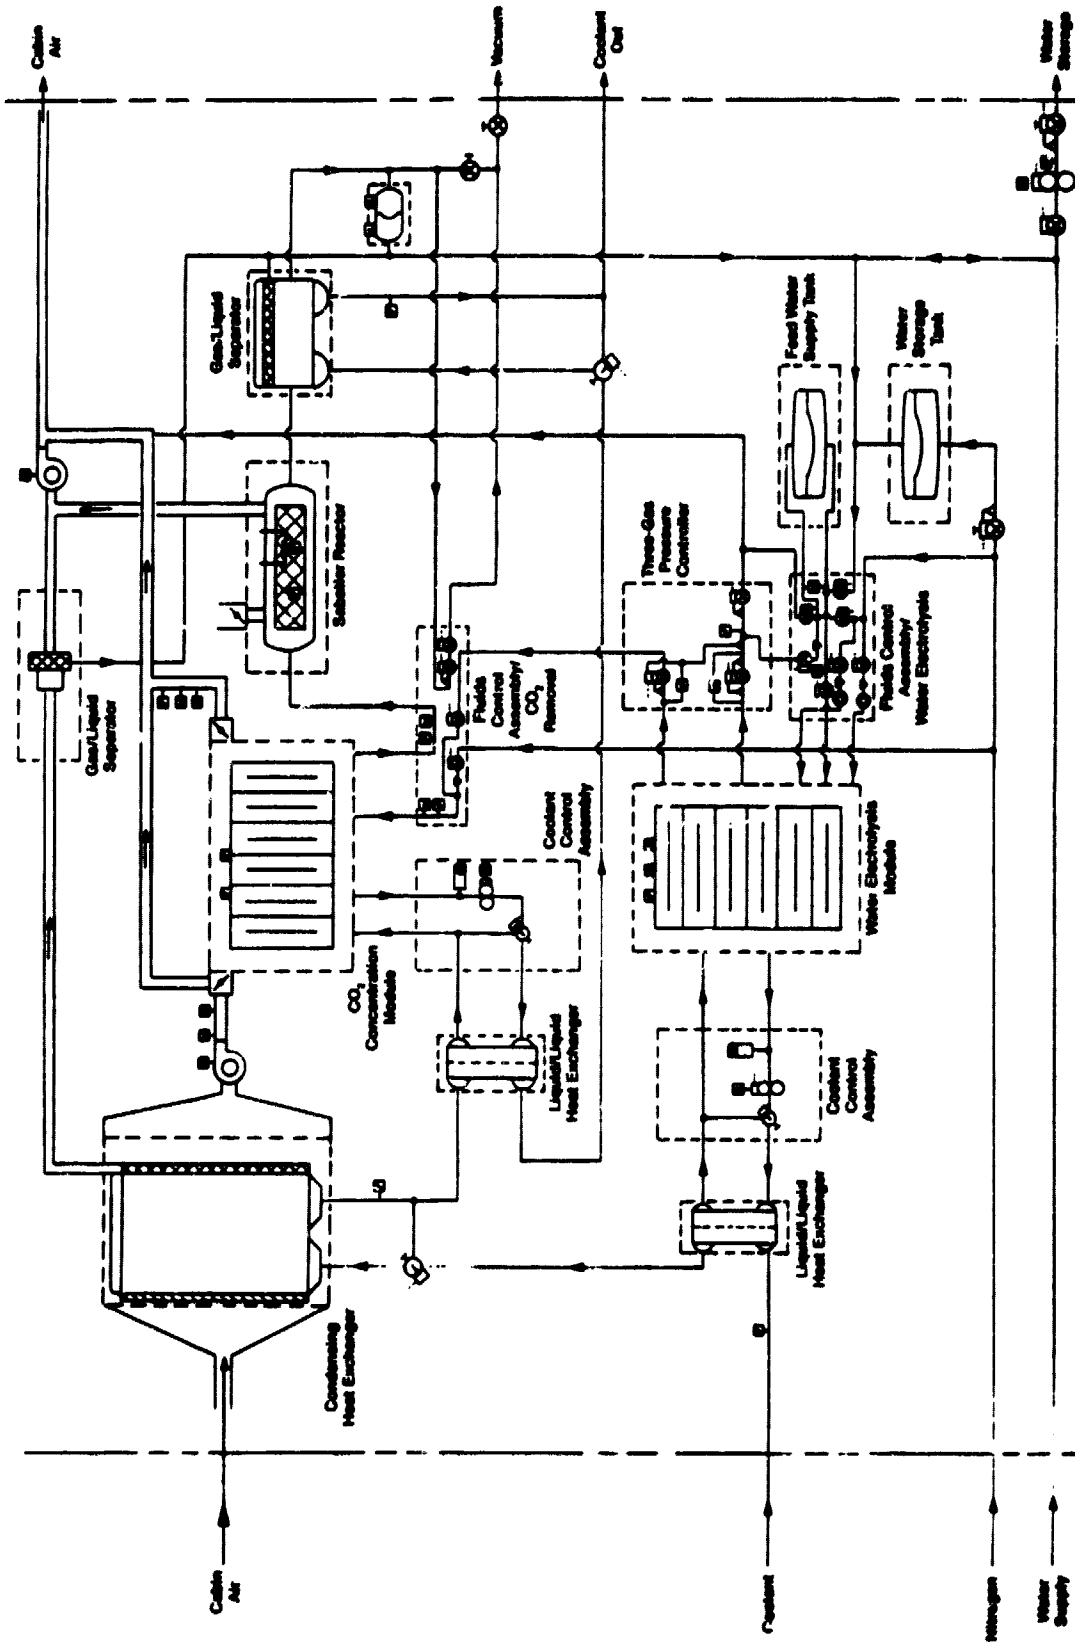 Cabin
Air
Vacuum
Coolant
Out
Water
Storage
Gas/Liquid
Separator
Gas/Liquid
Separator
Sabatier Reactor
Feed Water
Supply Tank
Water
Storage
Tank
Three-Gas
Pressure
Controller
Fluids
Control
Assembly/
CO2
Removal
Fluids Control
Assembly/
Water Electrolysis
CO2
Concentration
Module
Coolant
Control
Assembly
Water Electrolysis
Module
Liquid/Liquid
Heat Exchanger
Coolant
Control
Assembly
Condensing
Heat Exchanger
Liquid/Liquid
Heat Exchanger
Cabin
Air
Coolant
Nitrogen
Water
Supply